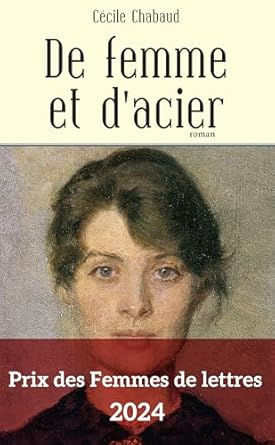 Cécile Chabaud
De femme
et d'acier
roman
Prix des Femmes de lettres
2024